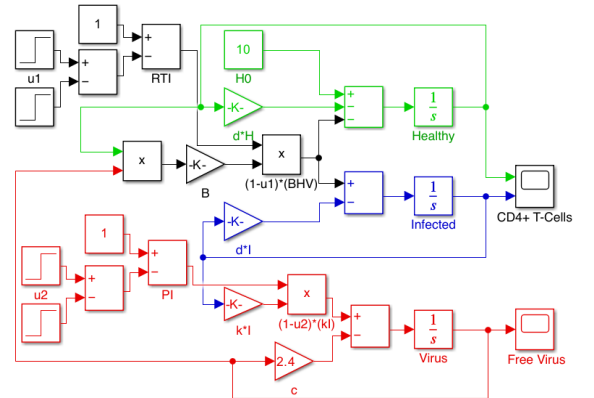 1
+
−
u1
+
−
RTI
10
H0
-K-
d*H
+
−
−
1
s
Healthy
x
-K-
B
x
(1-u1)*(BHV)
+
−
1
s
Infected
CD4+ T-Cells
-K-
d*I
1
+
−
u2
+
−
PI
-K-
k*I
x
(1-u2)*(kI)
+
−
1
s
Virus
Free Virus
2.4
c